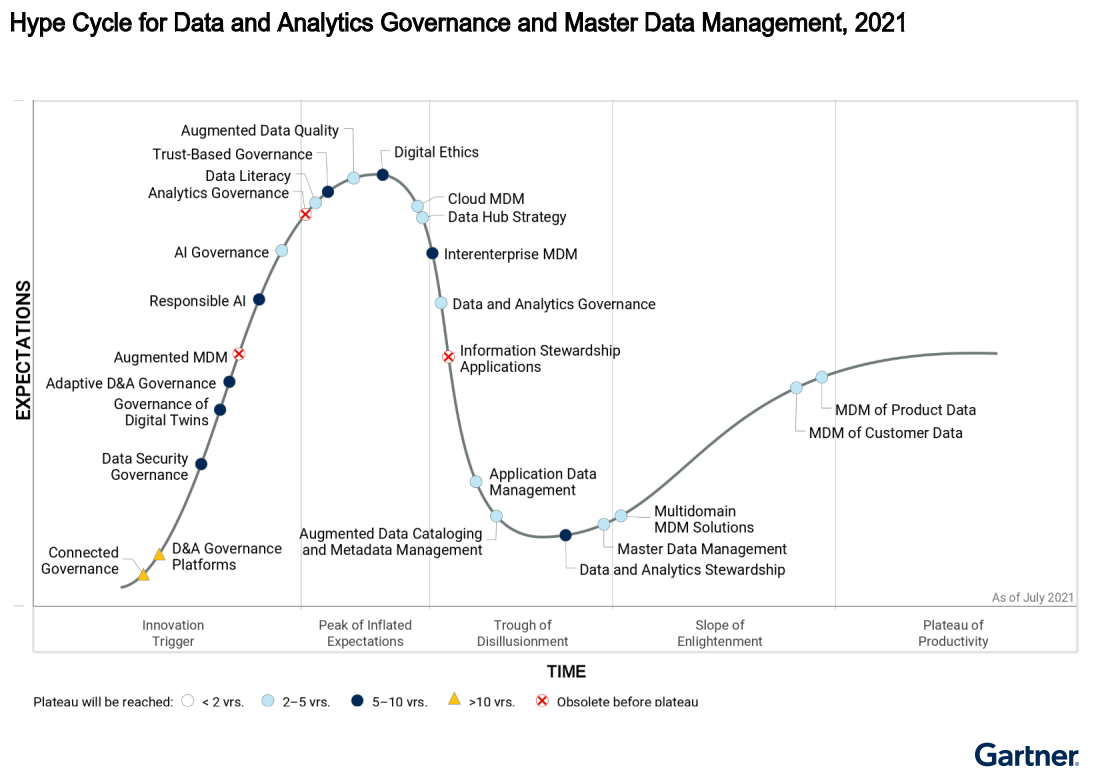 Hype Cycle for Data and Analytics Governance and Master Data Management, 2021
Augmented Data Quality
Trust-Based Governance
Data Literacy
Analytics Governance
AI Governance
Responsible AI
Augmented MDM
Adaptive D&A Governance
Governance of
Digital Twins
Data Security
Governance
Connected
Governance
D&A Governance
Platforms
Digital Ethics
Cloud MDM
Data Hub Strategy
Interenterprise MDM
Data and Analytics Governance
Information Stewardship
Applications
Application Data
Management
Augmented Data Cataloging
and Metadata Management
Multidomain
MDM Solutions
Master Data Management
Data and Analytics Stewardship
MDM of Product Data
MDM of Customer Data
EXPECTATIONS
As of July 2021
Innovation
Trigger
Peak of Inflated
Expectations
Trough of
Disillusionment
Slope of
Enlightenment
Plateau of
Productivity
TIME
Plateau will be reached: < 2 yrs. 2–5 yrs. 5–10 yrs. >10 yrs. Obsolete before plateau
Gartner